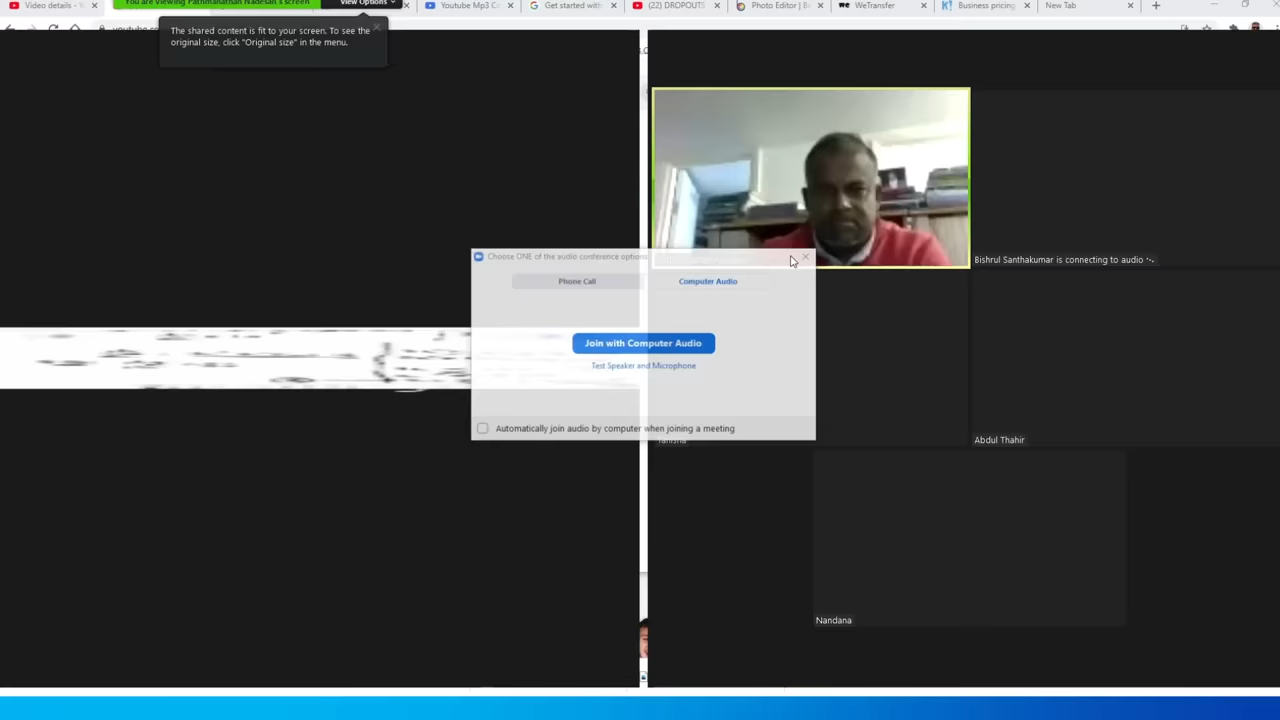 You are viewing Pathmanathan Nadesan's screen
View Options
Video details - Yo
Youtube Mp3 Co
Get started with
(22) DROPOUTS
Photo Editor | B
WeTransfer
Business pricing
New Tab
The shared content is fit to your screen. To see the
original size, click "Original size" in the menu.
Choose ONE of the audio conference options
Bishrul Santhakumar is connecting to audio
Phone Call
Computer Audio
Join with Computer Audio
Test Speaker and Microphone
Automatically join audio by computer when joining a meeting
Abdul Thahir
Nandana